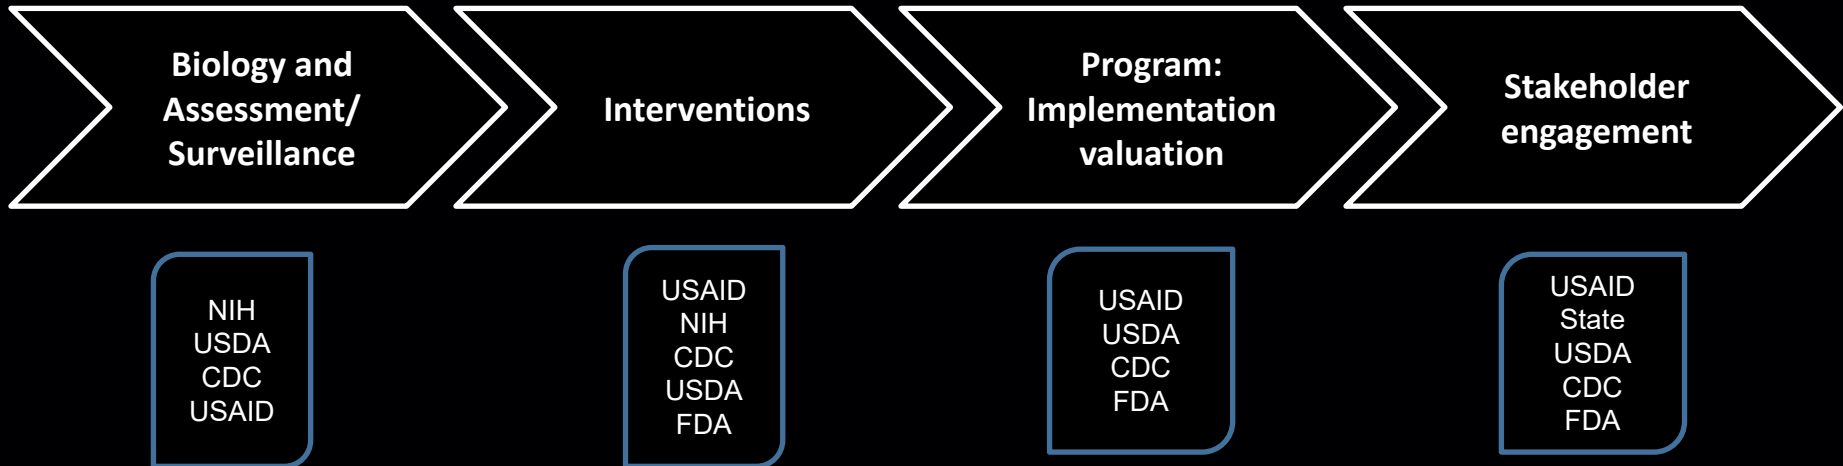 Biology and
Assessment/
Surveillance
Interventions
Program:
Implementation
valuation
Stakeholder
engagement
NIH
USDA
CDC
USAID
USAID
NIH
CDC
USDA
FDA
USAID
USDA
CDC
FDA
USAID
State
USDA
CDC
FDA